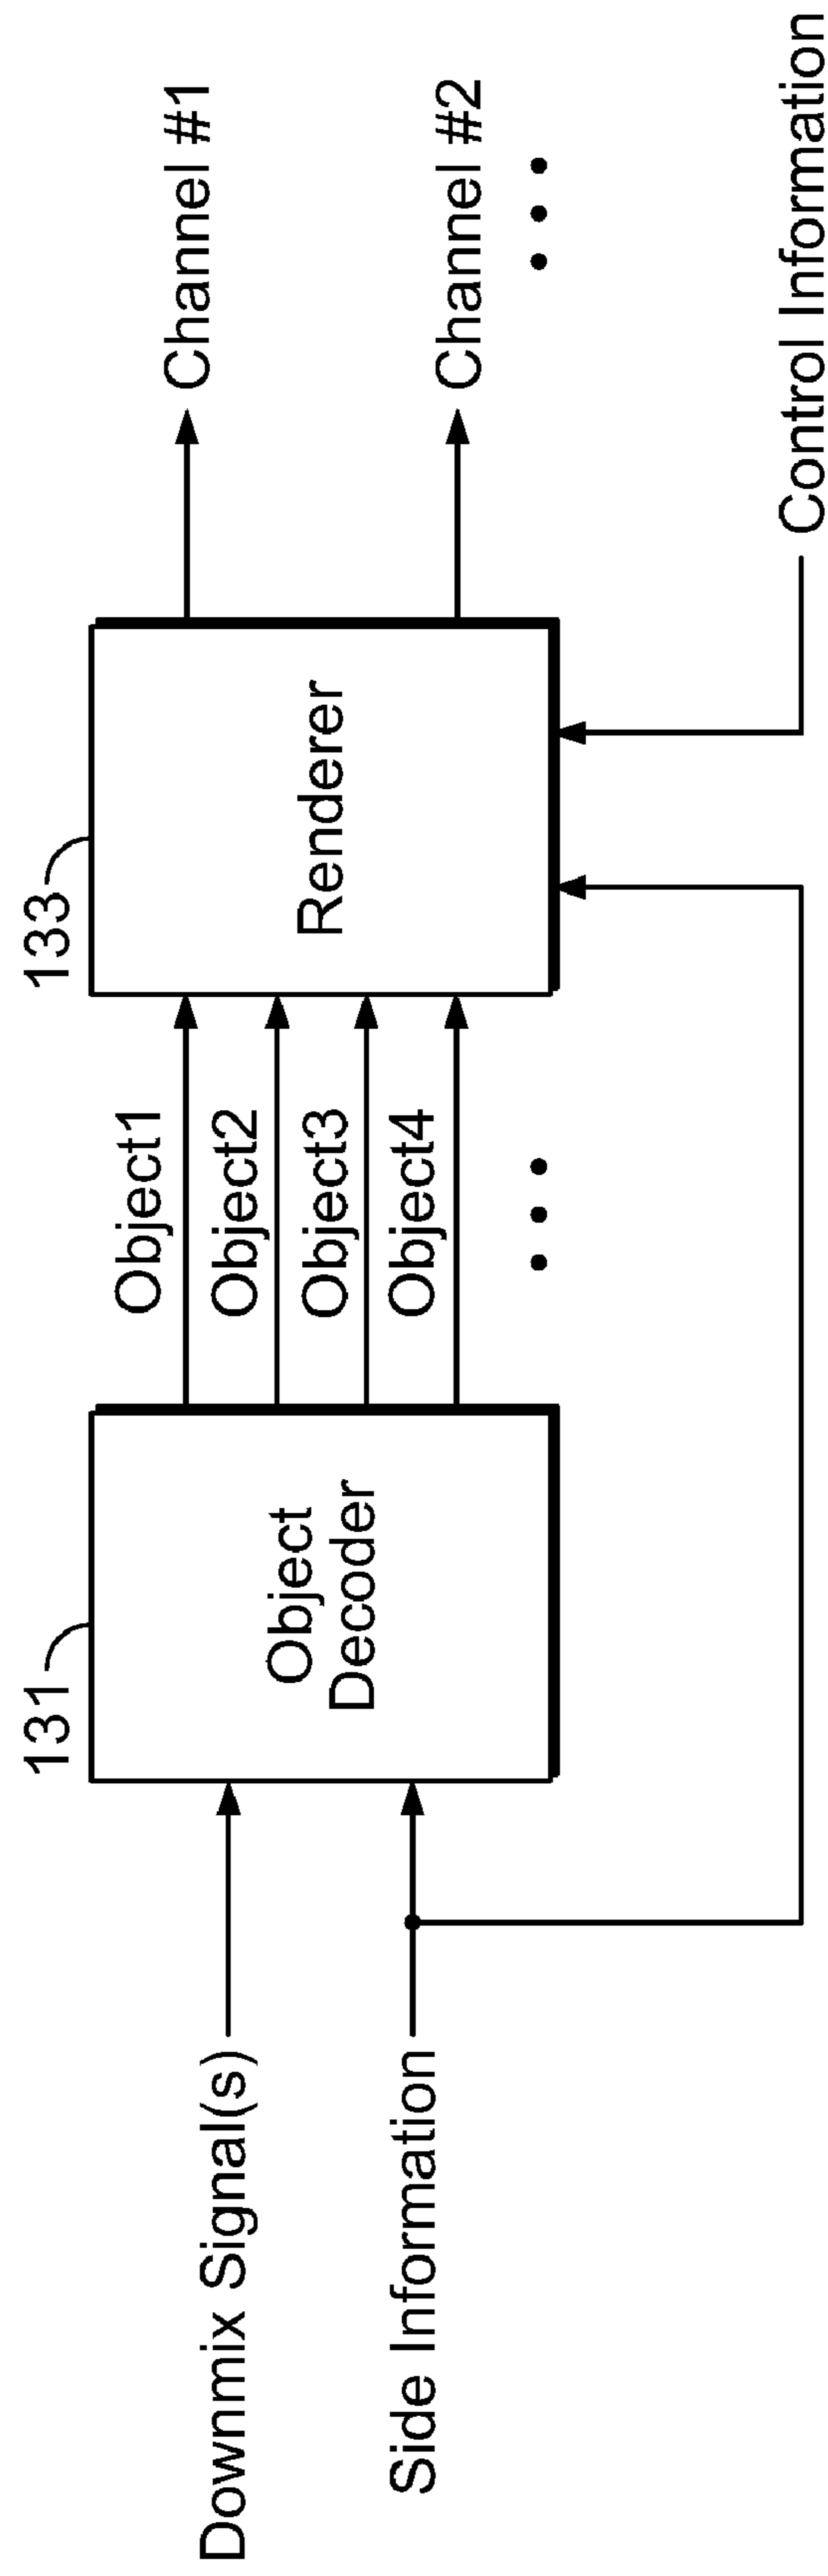 131
133
Downmix Signal(s)
Side Information
Object
Decoder
Object1
Object2
Object3
Object4
Renderer
Channel #1
Channel #2
Control Information